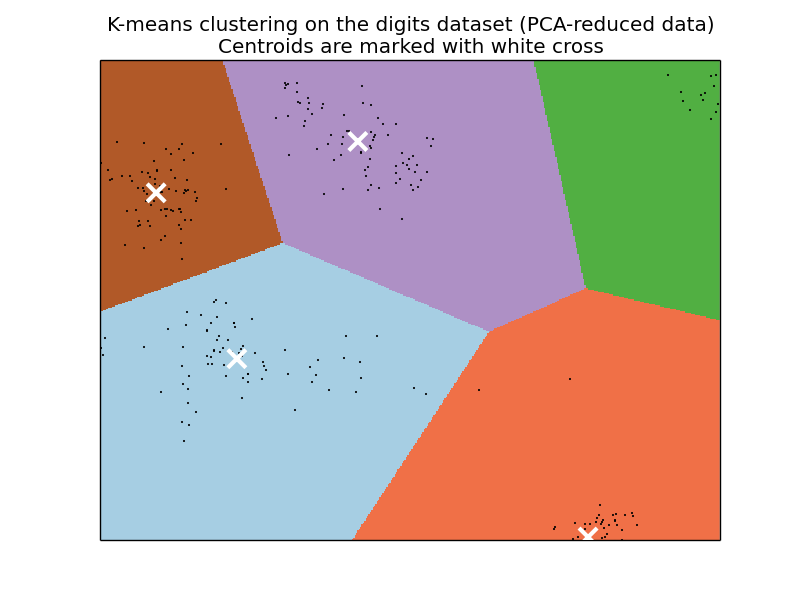 K-means clustering on the digits dataset (PCA-reduced data)
Centroids are marked with white cross